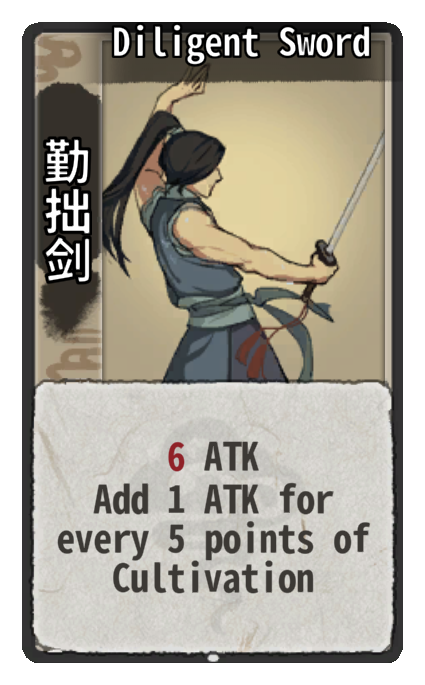 Diligent Sword
勤拙剑
6 ATK
Add 1 ATK for
every 5 points of
Cultivation